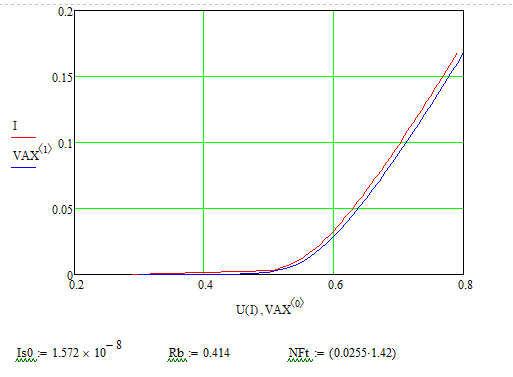 0.2
0.15
I
0.1
VAX⟨1⟩
0.05
0
0.2 0.4 0.6 0.8
U(I) , VAX⟨0⟩
Is0 := 1.572 × 10⁻⁸ Rb := 0.414 NFt := (0.0255·1.42)